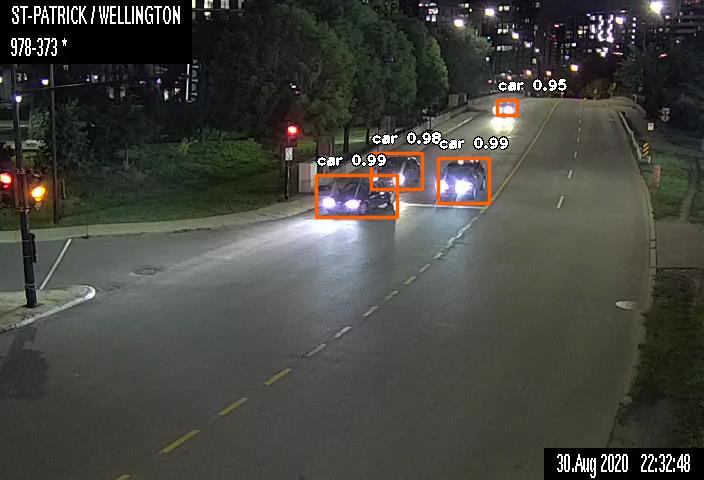 ST-PATRICK / WELLINGTON
978-373 *
car 0.95
car 0.98
car 0.99
car 0.99
30.Aug 2020 22:32:48